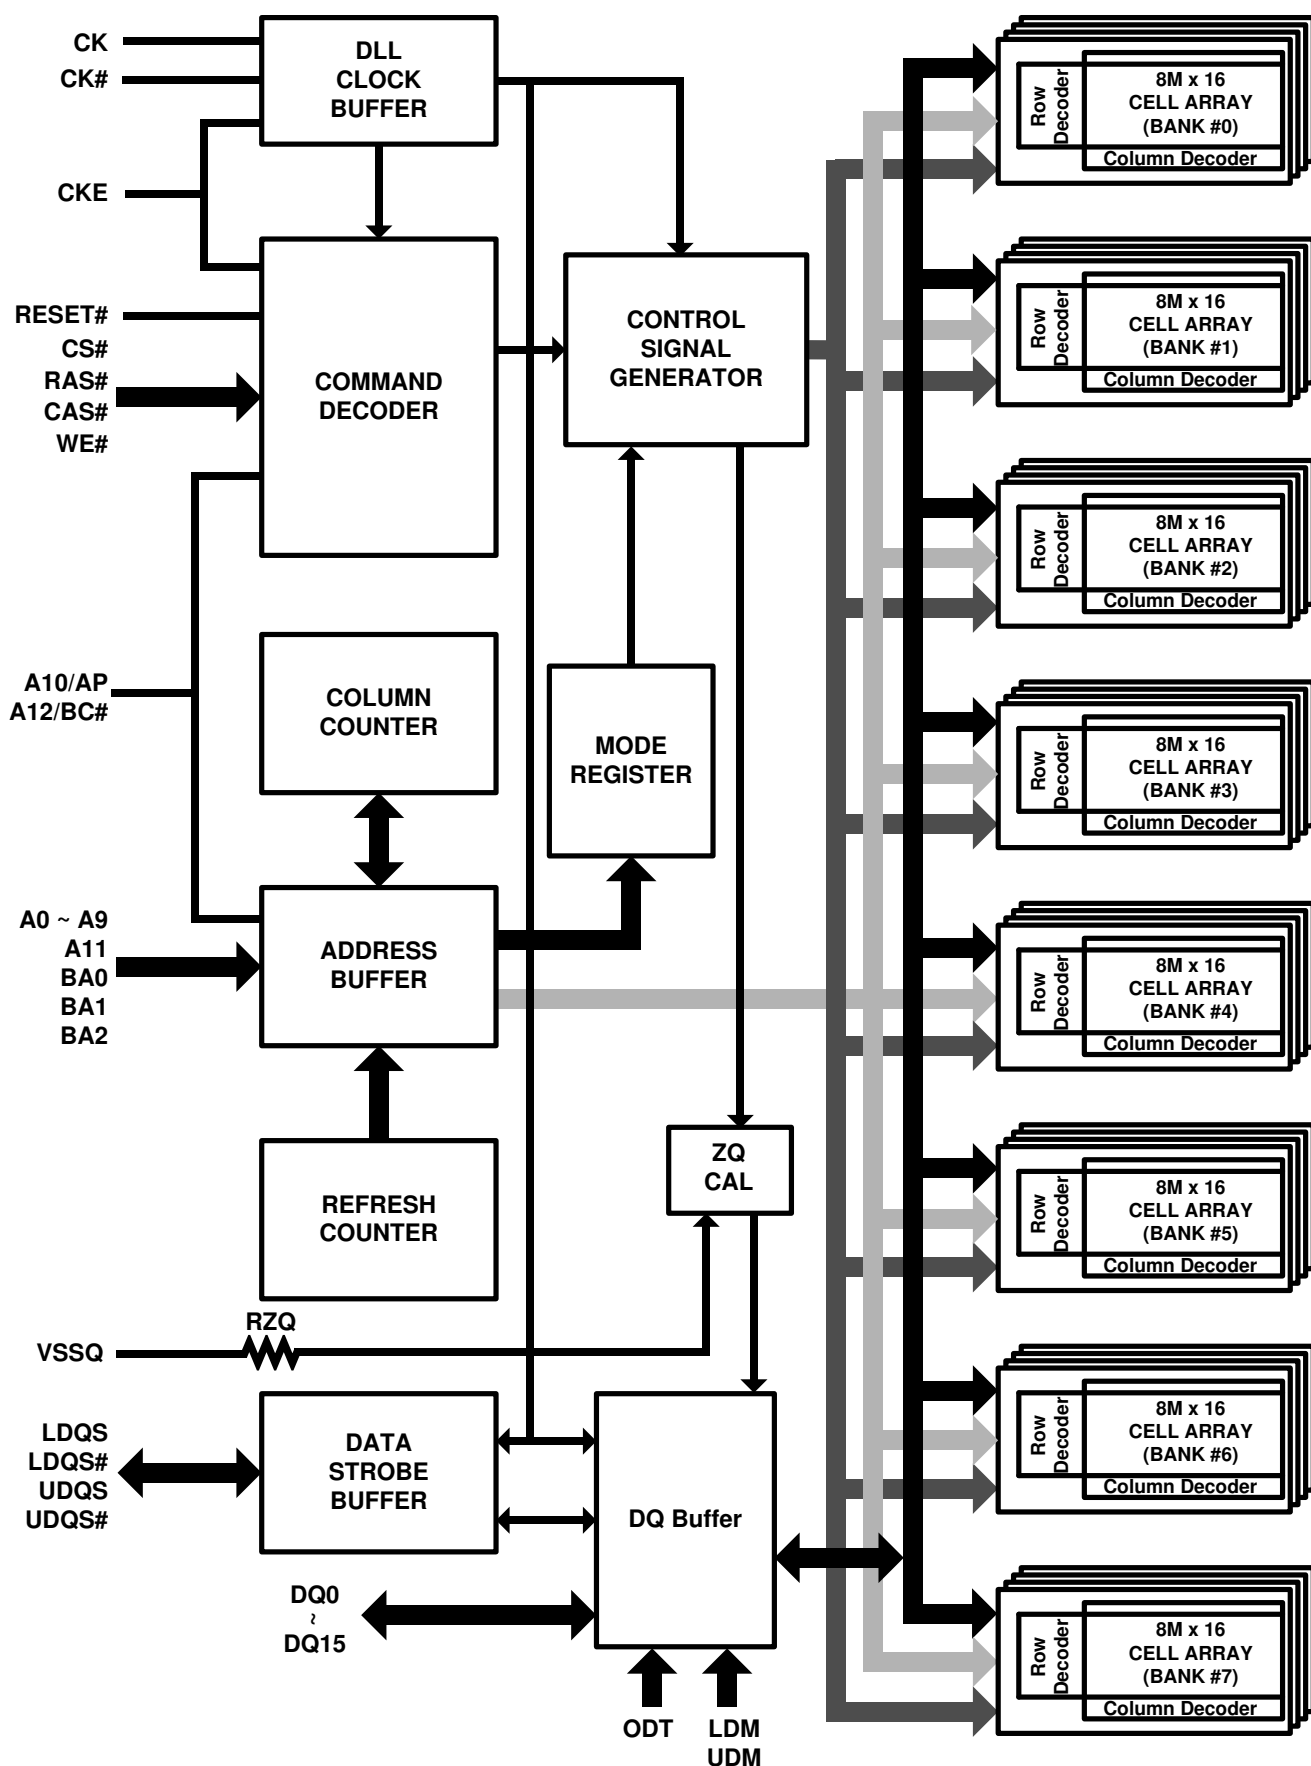 CK
CK#
CKE
RESET#
CS#
RAS#
CAS#
WE#
A10/AP
A12/BC#
A0 ~ A9
A11
BA0
BA1
BA2
VSSQ
RZQ
LDQS
LDQS#
UDQS
UDQS#
DQ0
~
DQ15
ODT
LDM
UDM
DLL
CLOCK
BUFFER
COMMAND
DECODER
COLUMN
COUNTER
ADDRESS
BUFFER
REFRESH
COUNTER
DATA
STROBE
BUFFER
CONTROL
SIGNAL
GENERATOR
MODE
REGISTER
ZQ
CAL
DQ Buffer
Row
Decoder
8M x 16
CELL ARRAY
(BANK #0)
Column Decoder
Row
Decoder
8M x 16
CELL ARRAY
(BANK #1)
Column Decoder
Row
Decoder
8M x 16
CELL ARRAY
(BANK #2)
Column Decoder
Row
Decoder
8M x 16
CELL ARRAY
(BANK #3)
Column Decoder
Row
Decoder
8M x 16
CELL ARRAY
(BANK #4)
Column Decoder
Row
Decoder
8M x 16
CELL ARRAY
(BANK #5)
Column Decoder
Row
Decoder
8M x 16
CELL ARRAY
(BANK #6)
Column Decoder
Row
Decoder
8M x 16
CELL ARRAY
(BANK #7)
Column Decoder